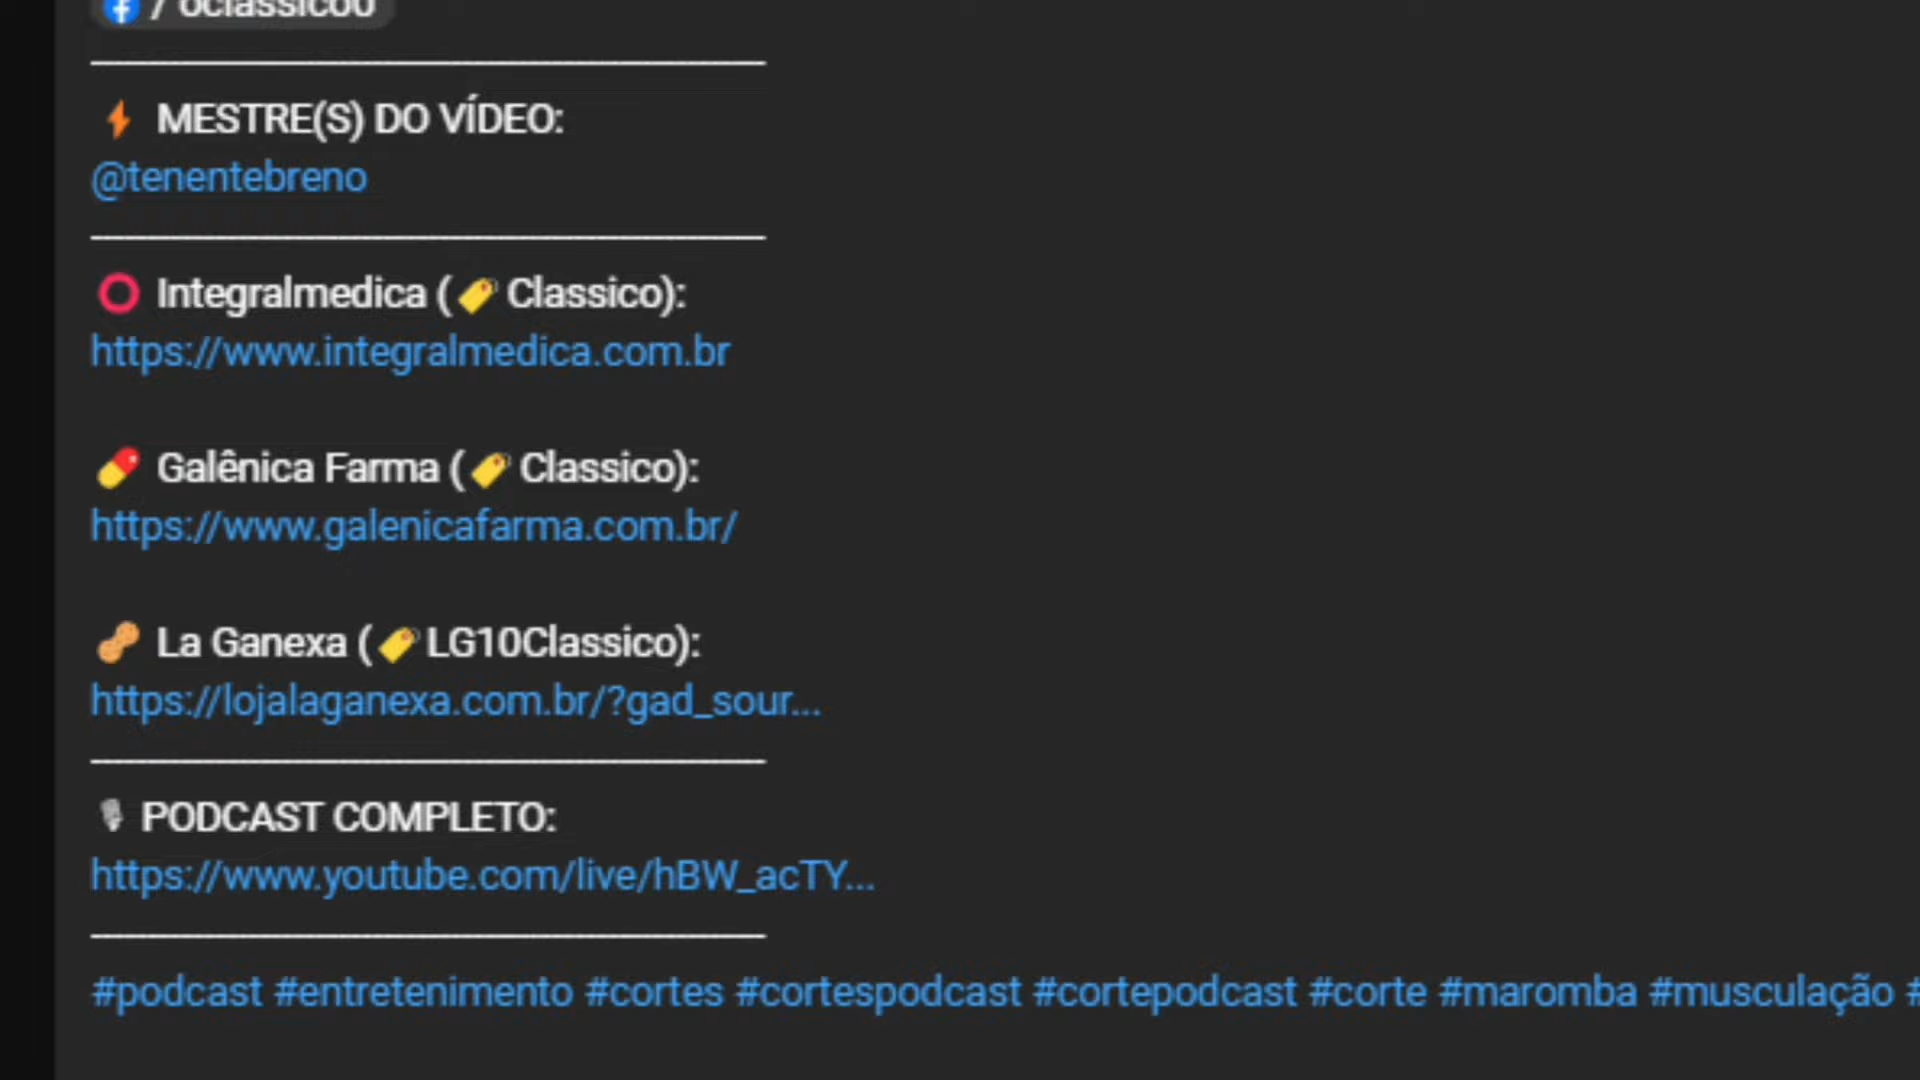 / oclassico0
MESTRE(S) DO VÍDEO:
@tenentebreno
Integralmedica (🏷️Classico):
https://www.integralmedica.com.br
Galênica Farma (🏷️Classico):
https://www.galenicafarma.com.br/
La Ganexa (🏷️LG10Classico):
https://lojalaganexa.com.br/?gad_sour...
PODCAST COMPLETO:
https://www.youtube.com/live/hBW_acTY...
#podcast #entretenimento #cortes #cortespodcast #cortepodcast #corte #maromba #musculação #